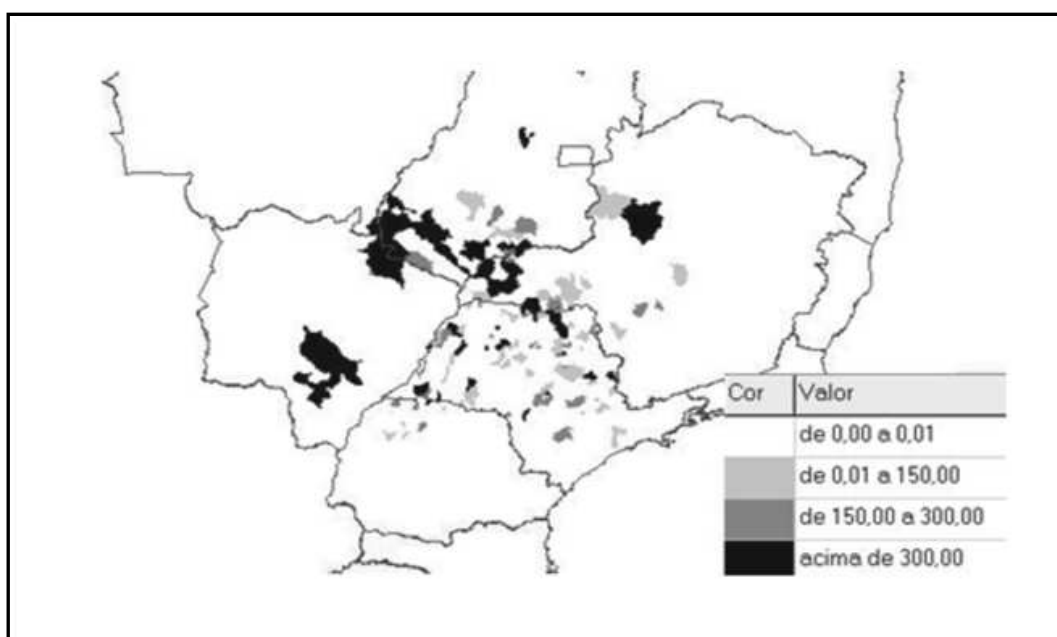 Cor Valor
de 0,00 a 0,01
de 0,01 a 150,00
de 150,00 a 300,00
acima de 300,00